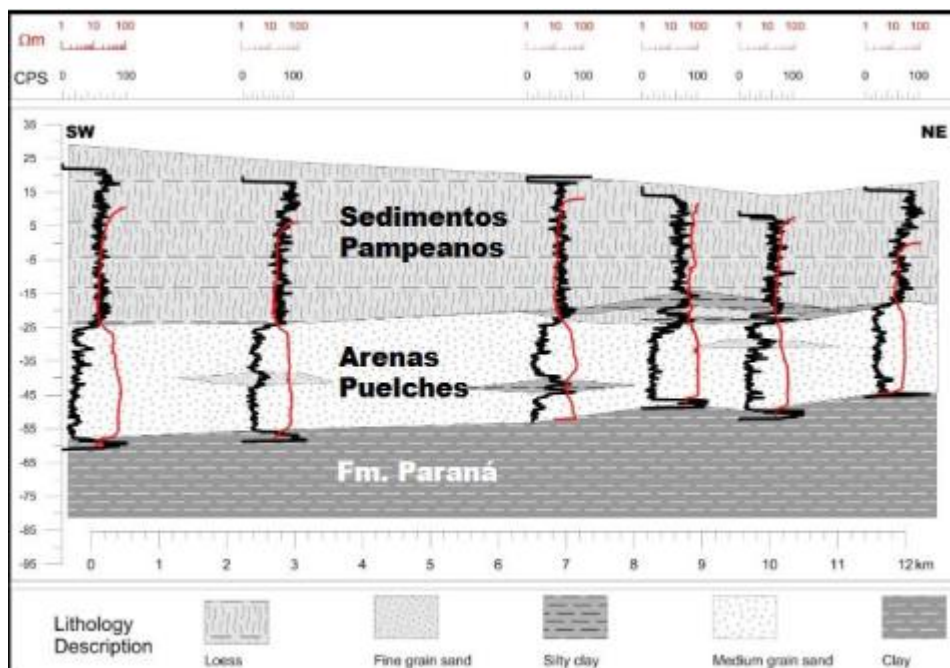 Ωm 1 10 100 1 10 100 1 10 100 1 10 100 1 10 100 1 10 100
CPS 0 100 0 100 0 100 0 100 0 100 0 100
35
SW NE
25
15
Sedimentos
Pampeanos
5
-5
-15
-25
Arenas
Puelches
-35
-45
-55
-65
Fm. Paraná
-75
-85
-95
0 1 2 3 4 5 6 7 8 9 10 11 12 km
Lithology
Description
Loess Fine grain sand Silty clay Medium grain sand Clay